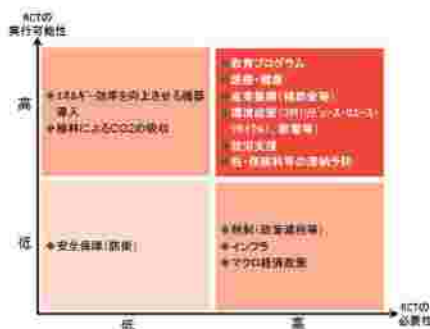 RCTの
実行可能性
高
低
エネルギー効率を向上させる機器
導入
植林によるCO2の吸収
教育プログラム
医療・健康
産業振興(補助金等)
環境政策(3R(リデュース・リユース・
リサイクル)、節電等)
就労支援
税・保険料等の滞納予防
安全保障(防衛)
税制(政策減税等)
インフラ
マクロ経済政策
低
高
RCTの
必要性